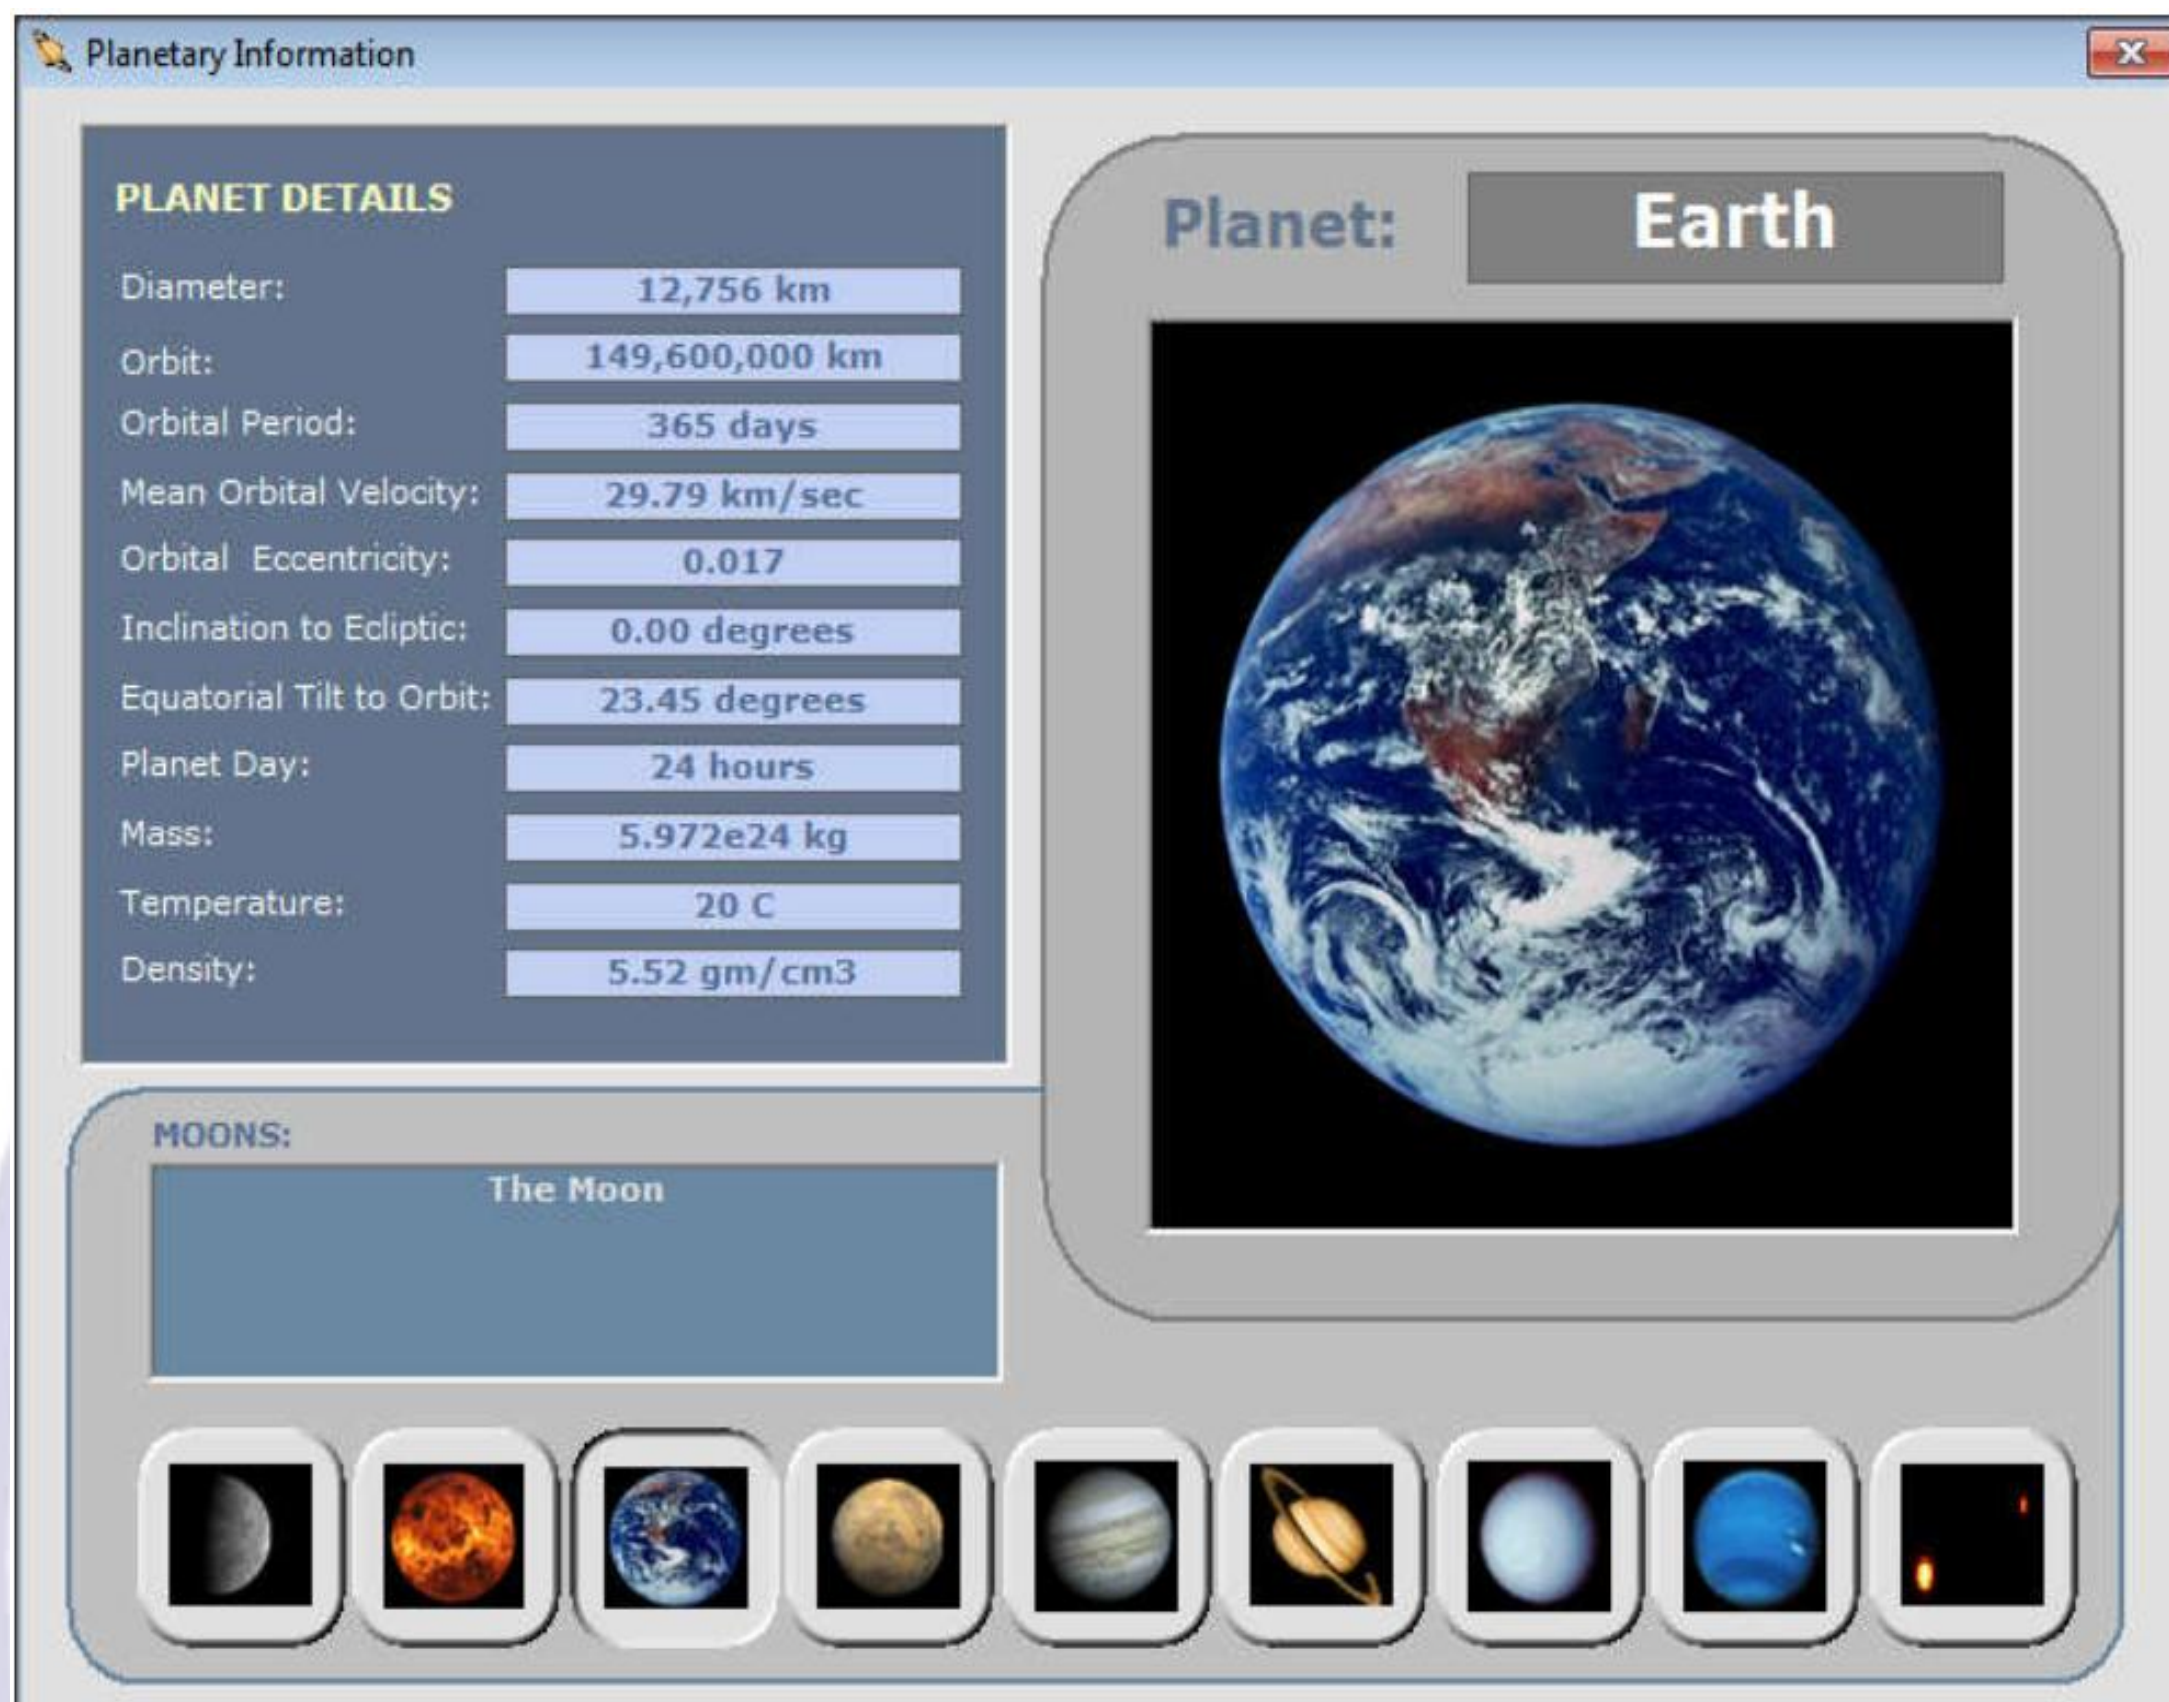 Planetary Information
PLANET DETAILS
Diameter: 12,756 km
Orbit: 149,600,000 km
Orbital Period: 365 days
Mean Orbital Velocity: 29.79 km/sec
Orbital Eccentricity: 0.017
Inclination to Ecliptic: 0.00 degrees
Equatorial Tilt to Orbit: 23.45 degrees
Planet Day: 24 hours
Mass: 5.972e24 kg
Temperature: 20 C
Density: 5.52 gm/cm3
Planet: Earth
MOONS:
The Moon